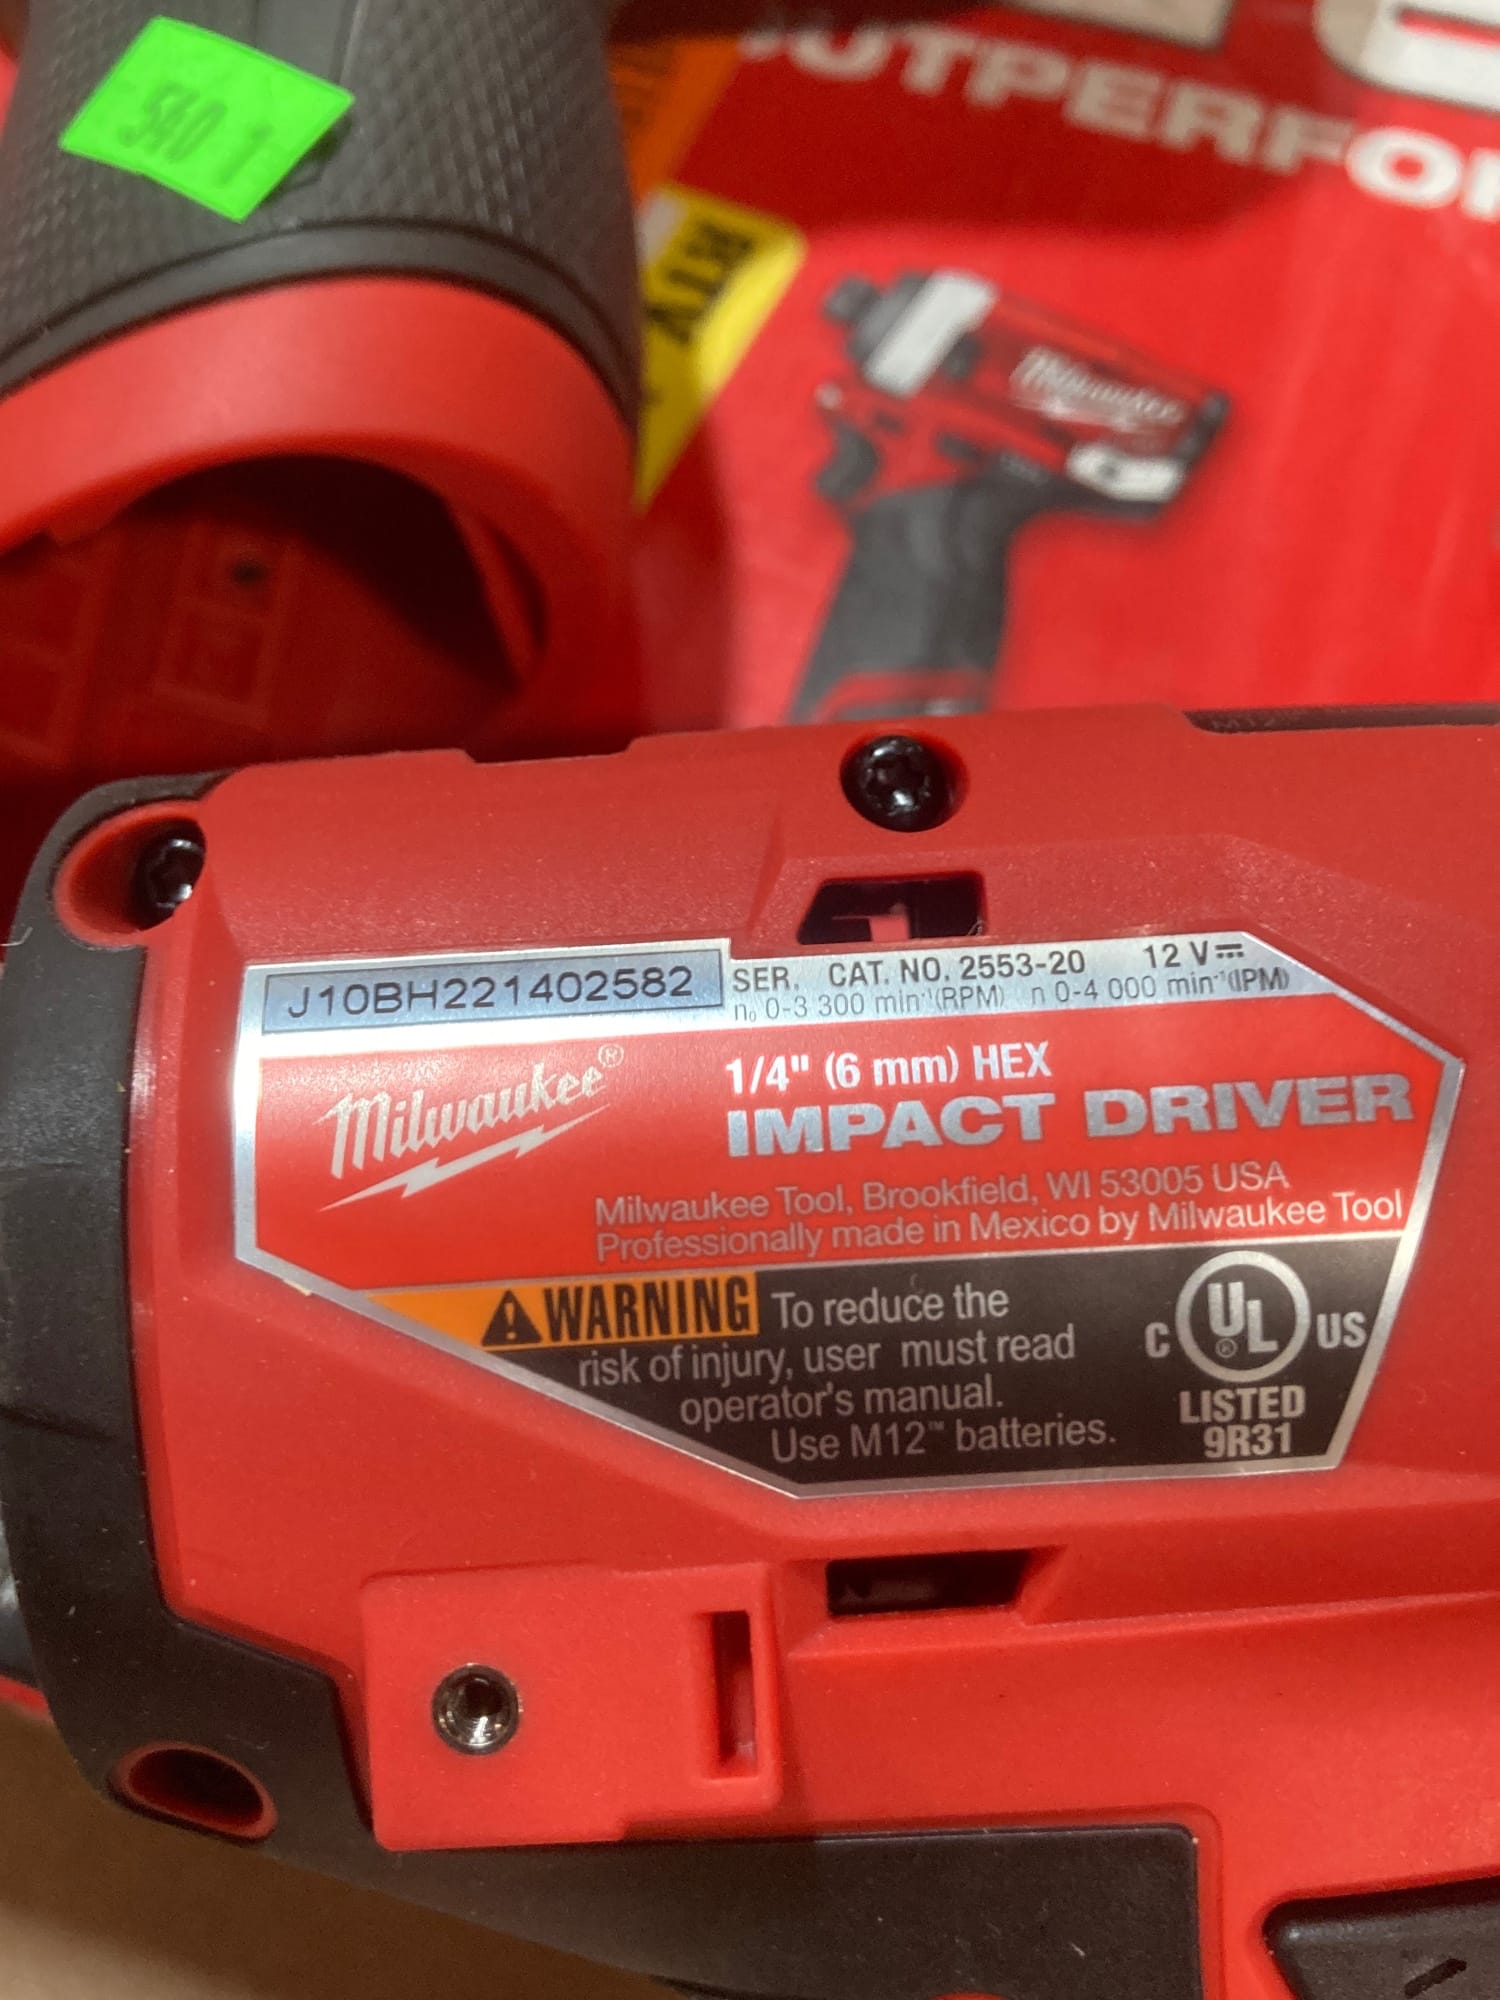 540 1
OUTPERFO
Milwaukee
M12™
J10BH221402582 SER. CAT. NO. 2553-20 12 V⎓
n₀ 0-3 300 min⁻¹(RPM) n 0-4 000 min⁻¹(IPM)
Milwaukee®
1/4" (6 mm) HEX
IMPACT DRIVER
Milwaukee Tool, Brookfield, WI 53005 USA
Professionally made in Mexico by Milwaukee Tool
WARNING To reduce the
risk of injury, user must read
operator's manual.
Use M12™ batteries.
C UL® US
LISTED
9R31